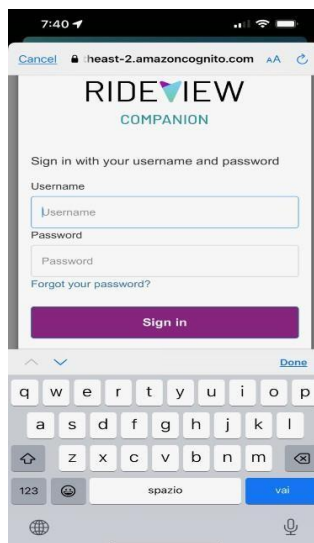 7:40
Cancel heast-2.amazoncognito.com AA
RIDEVIEW
COMPANION
Sign in with your username and password
Username
Username
Password
Password
Forgot your password?
Sign in
Done
q w e r t y u i o p
a s d f g h j k l
z x c v b n m
123 spazio vai